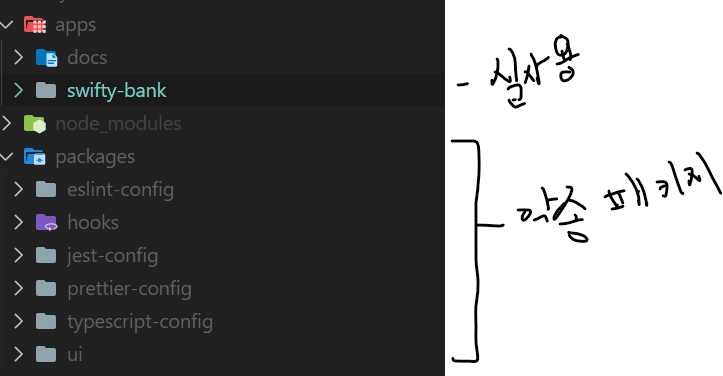 apps
docs
swifty-bank - 실사용
node_modules
packages
eslint-config
hooks
jest-config - 각종 패키지
prettier-config
typescript-config
ui